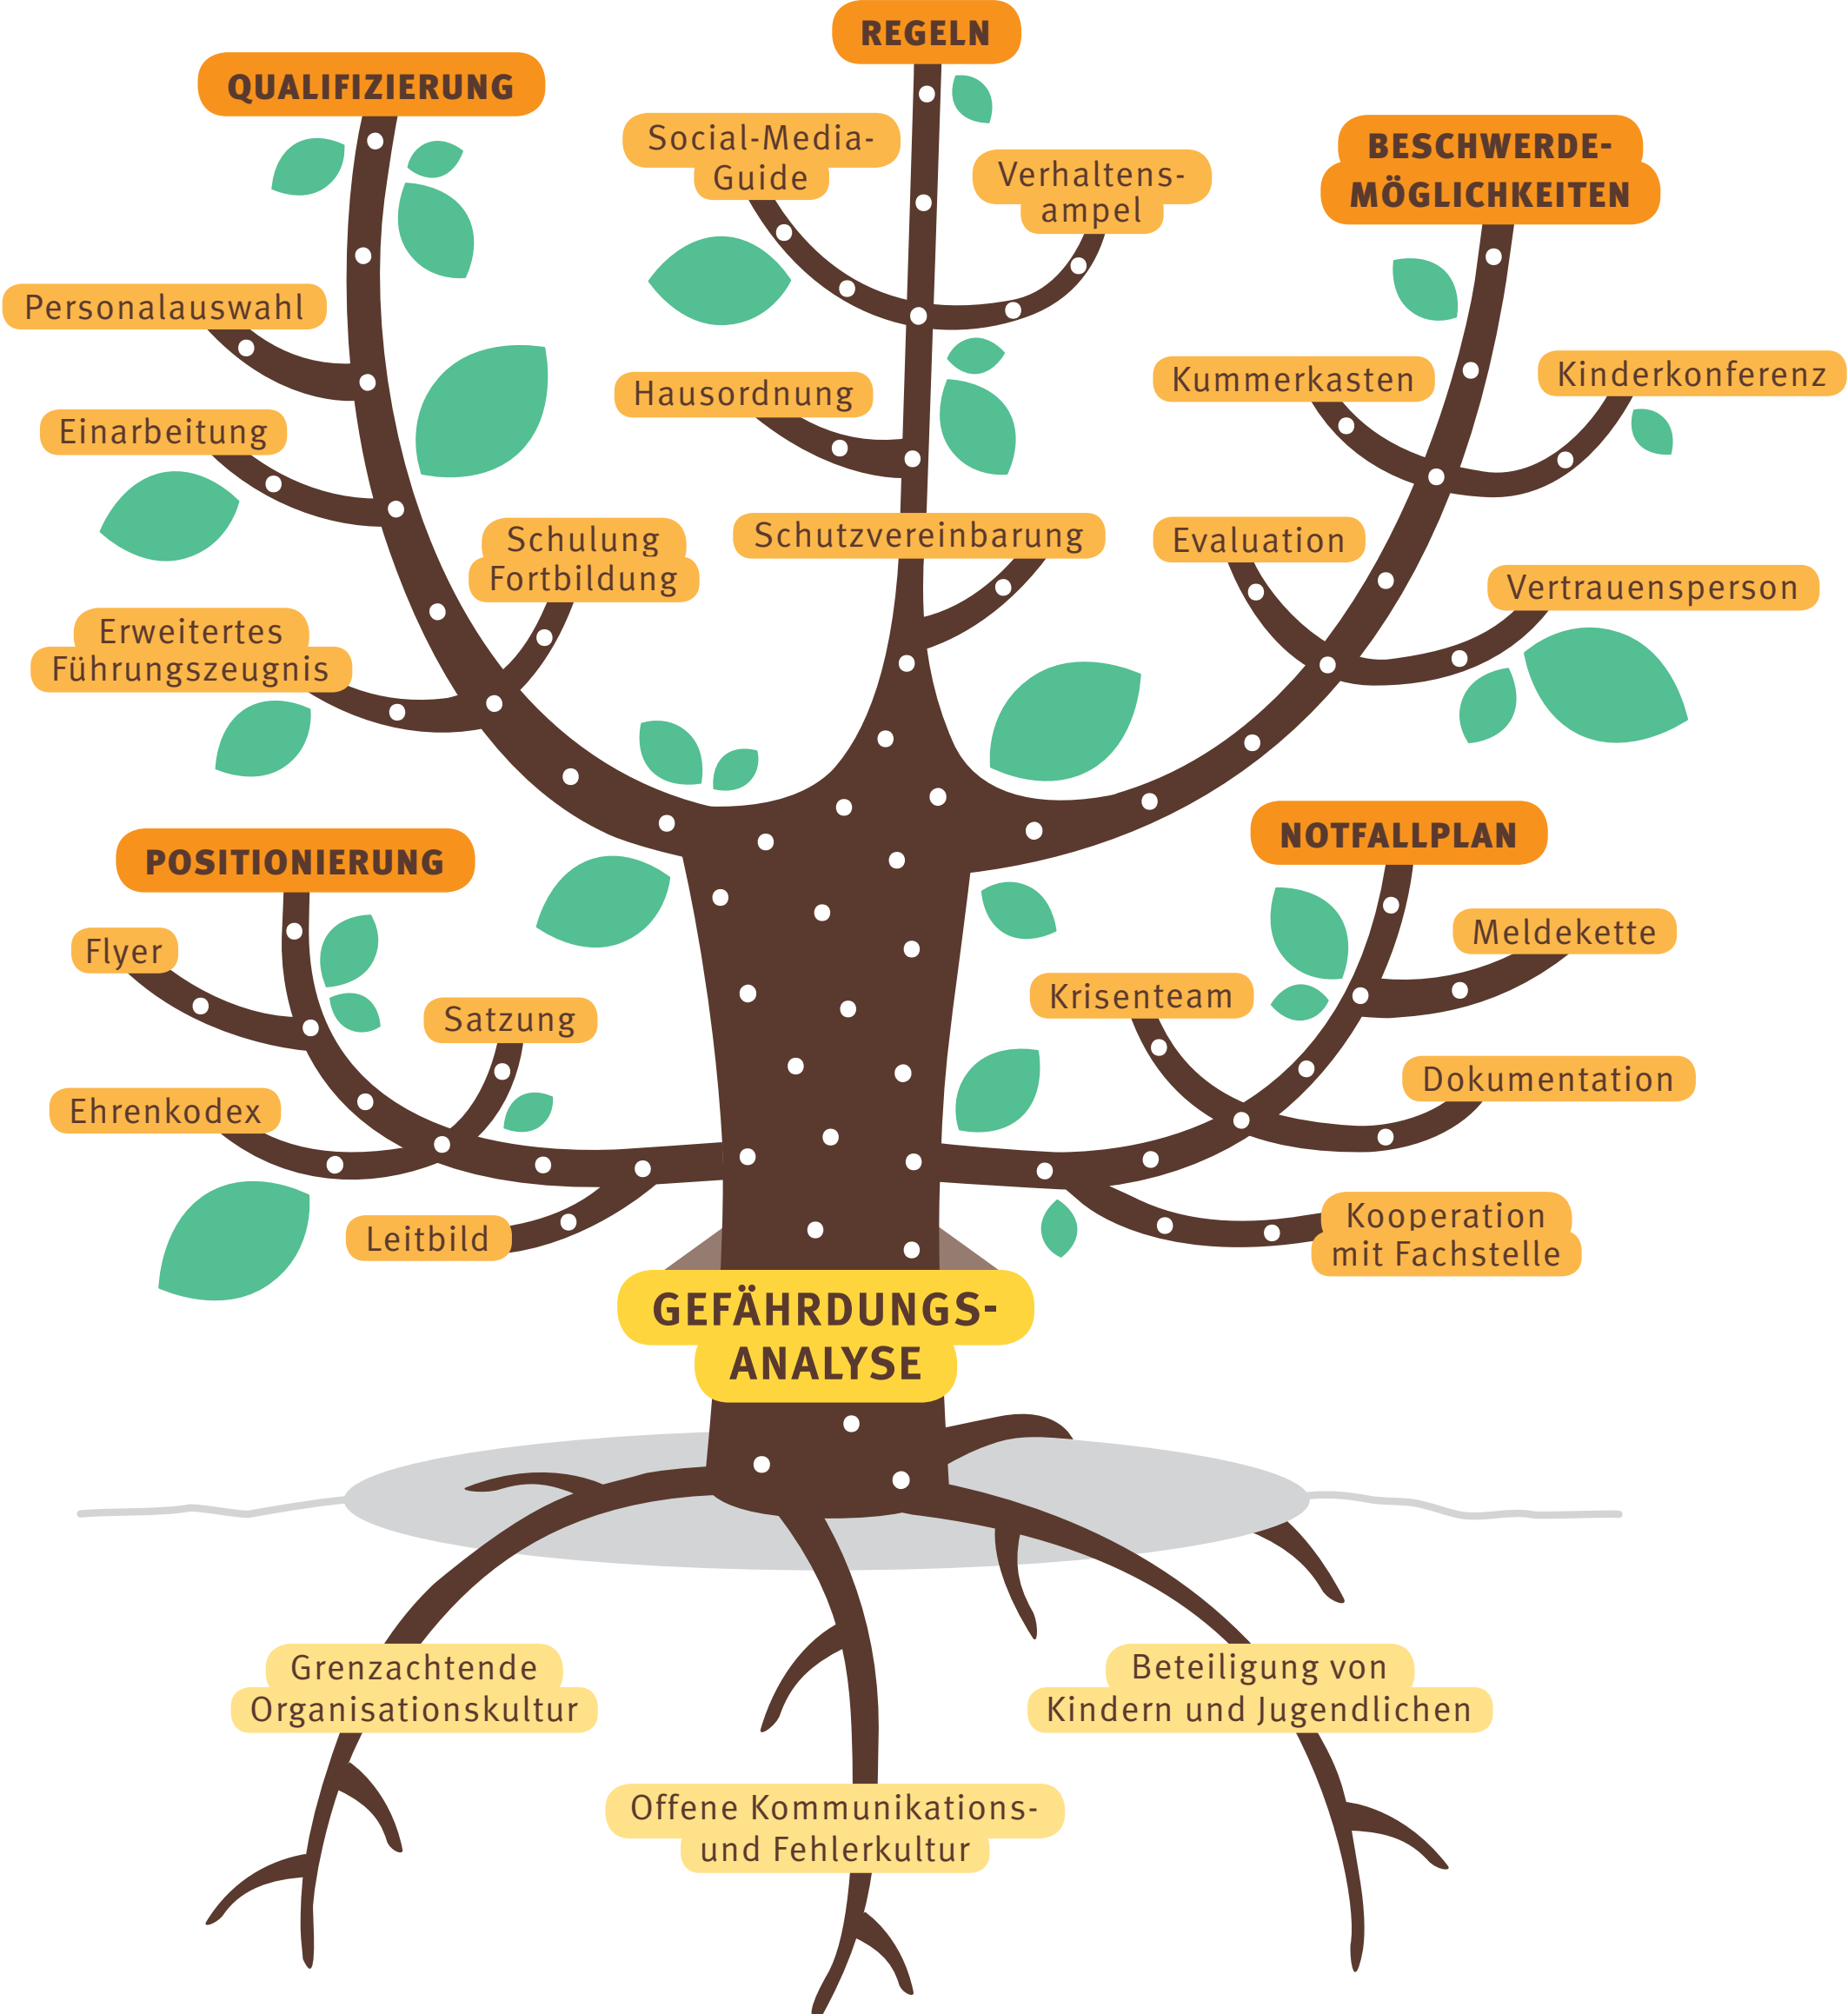 REGELN
Social-Media-
Guide
Verhaltens-
ampel
Hausordnung
Schutzvereinbarung
QUALIFIZIERUNG
Personalauswahl
Einarbeitung
Schulung
Fortbildung
Erweitertes
Führungszeugnis
BESCHWERDE-
MÖGLICHKEITEN
Kummerkasten
Kinderkonferenz
Evaluation
Vertrauensperson
POSITIONIERUNG
Flyer
Satzung
Ehrenkodex
Leitbild
NOTFALLPLAN
Meldekette
Krisenteam
Dokumentation
Kooperation
mit Fachstelle
GEFÄHRDUNGS-
ANALYSE
Grenzachtende
Organisationskultur
Beteiligung von
Kindern und Jugendlichen
Offene Kommunikations-
und Fehlerkultur